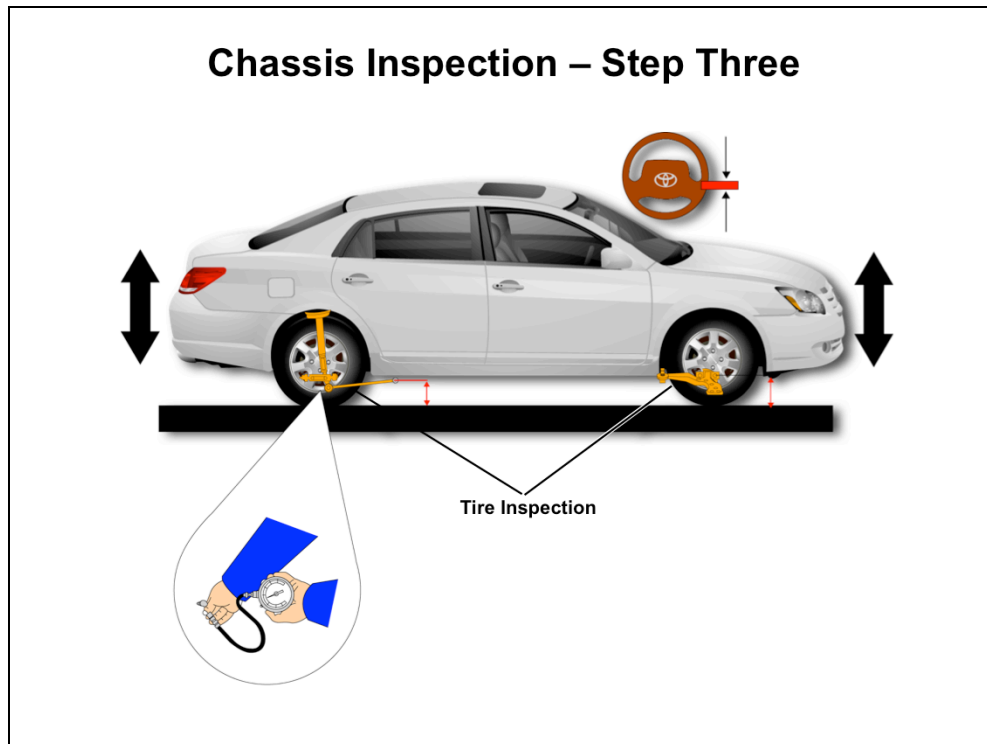 Chassis Inspection – Step Three
Tire Inspection